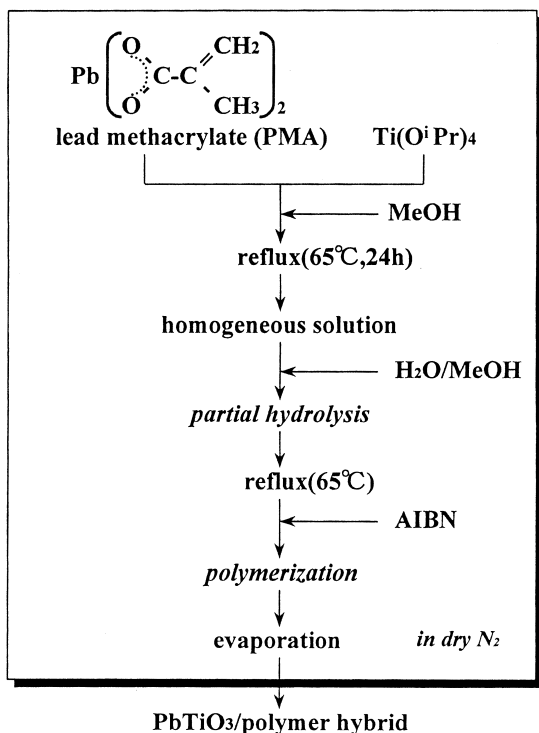 O CH2
Pb C-C
O CH3 2
lead methacrylate (PMA) Ti(OiPr)4
MeOH
reflux(65℃,24h)
homogeneous solution
H2O/MeOH
partial hydrolysis
reflux(65℃)
AIBN
polymerization
evaporation in dry N2
PbTiO3/polymer hybrid